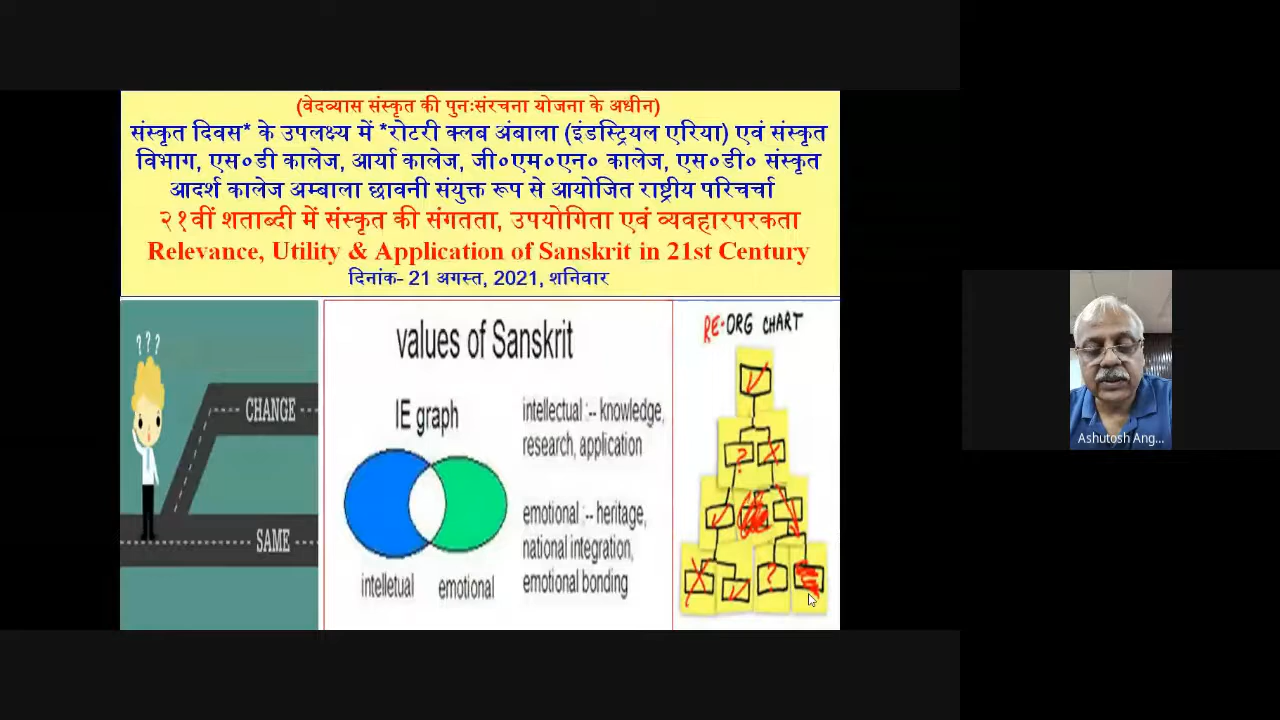 (वेदव्यास संस्कृत की पुनःसंरचना योजना के अधीन)
संस्कृत दिवस* के उपलक्ष्य में *रोटरी क्लब अंबाला (इंडस्ट्रियल एरिया) एवं संस्कृत
विभाग, एस०डी कालेज, आर्या कालेज, जी०एम०एन० कालेज, एस०डी० संस्कृत
आदर्श कालेज अम्बाला छावनी संयुक्त रूप से आयोजित राष्ट्रीय परिचर्चा
२१वीं शताब्दी में संस्कृत की संगतता, उपयोगिता एवं व्यवहारपरकता
Relevance, Utility & Application of Sanskrit in 21st Century
दिनांक- 21 अगस्त, 2021, शनिवार
? ? ?
CHANGE
SAME
values of Sanskrit
IE graph
intelletual
emotional
intellectual :-- knowledge,
research, application
emotional :-- heritage,
national integration,
emotional bonding
RE-ORG CHART
?
?
Ashutosh Ang...